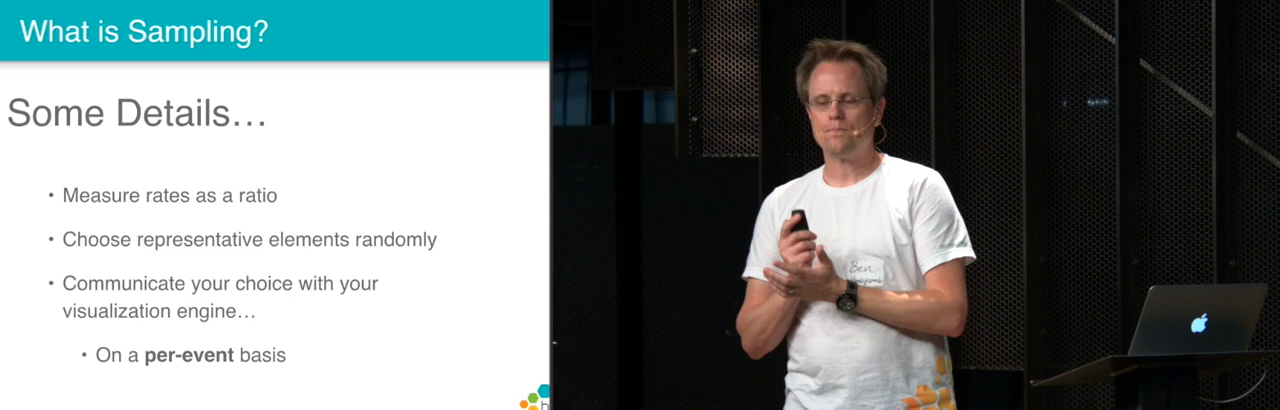 What is Sampling?
Some Details…
• Measure rates as a ratio
• Choose representative elements randomly
• Communicate your choice with your
visualization engine…
• On a per-event basis
Ben
Honeycomb
h